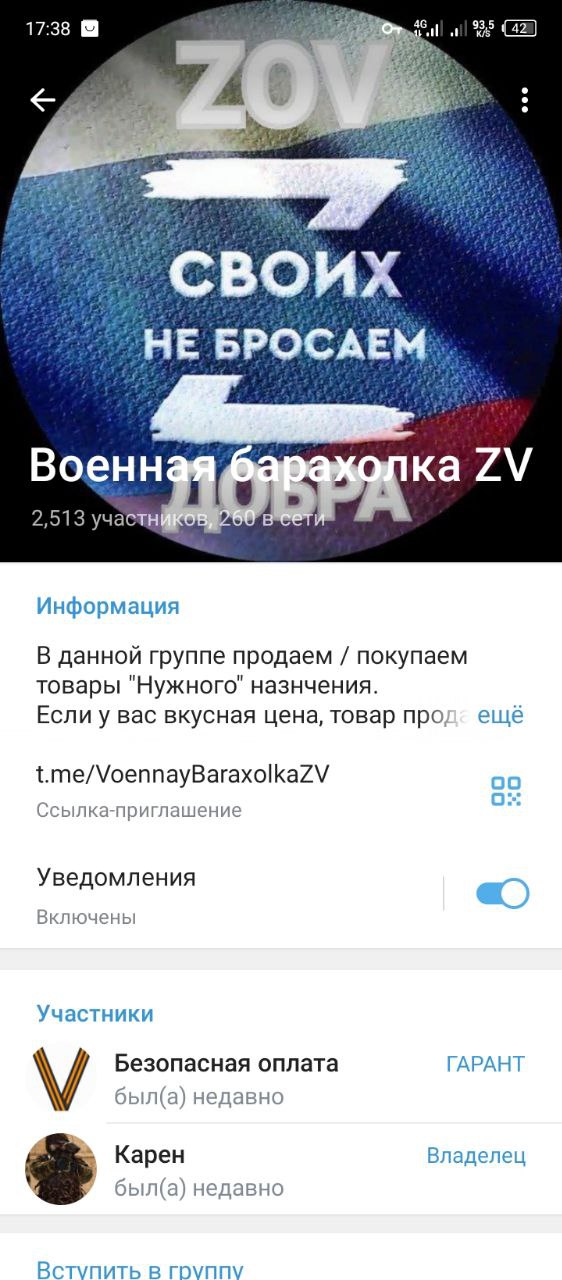 17:38
4G
93,5
K/S
42
ZOV
СВОИХ
НЕ БРОСАЕМ
Военная барахолка ZV
ДОБРА
2,513 участников, 260 в сети
Информация
В данной группе продаем / покупаем
товары "Нужного" назнчения.
Если у вас вкусная цена, товар прода ещё
t.me/VoennayBaraxolkaZV
Ссылка-приглашение
Уведомления
Включены
Участники
Безопасная оплата ГАРАНТ
был(а) недавно
Карен Владелец
был(а) недавно
Вступить в группу